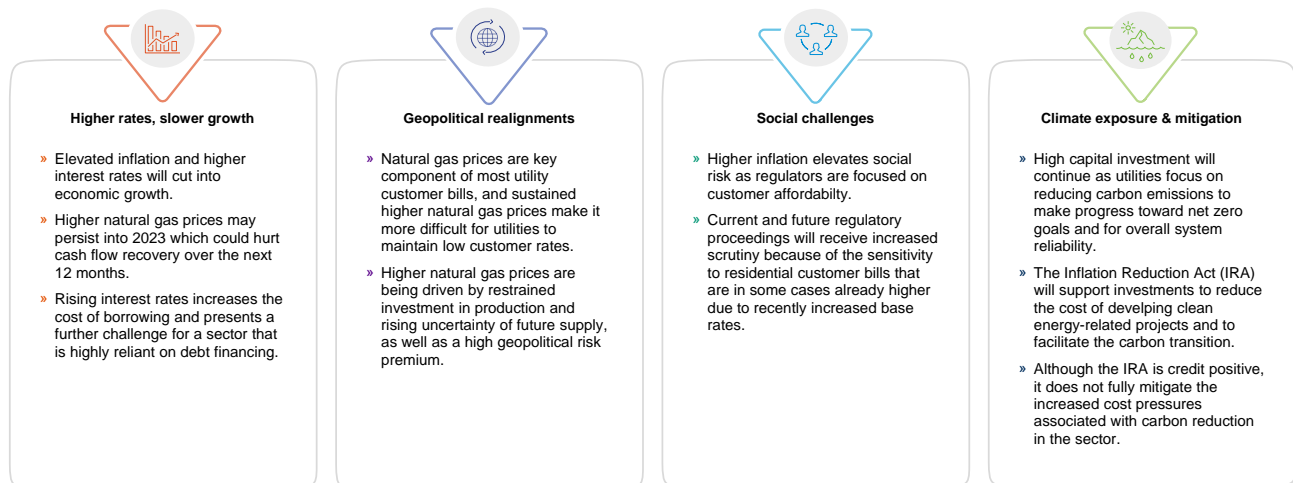 Higher rates, slower growth
» Elevated inflation and higher
interest rates will cut into
economic growth.
» Higher natural gas prices may
persist into 2023 which could hurt
cash flow recovery over the next
12 months.
» Rising interest rates increases the
cost of borrowing and presents a
further challenge for a sector that
is highly reliant on debt financing.
Geopolitical realignments
» Natural gas prices are key
component of most utility
customer bills, and sustained
higher natural gas prices make it
more difficult for utilities to
maintain low customer rates.
» Higher natural gas prices are
being driven by restrained
investment in production and
rising uncertainty of future supply,
as well as a high geopolitical risk
premium.
Social challenges
» Higher inflation elevates social
risk as regulators are focused on
customer affordabilty.
» Current and future regulatory
proceedings will receive increased
scrutiny because of the sensitivity
to residential customer bills that
are in some cases already higher
due to recently increased base
rates.
Climate exposure & mitigation
» High capital investment will
continue as utilities focus on
reducing carbon emissions to
make progress toward net zero
goals and for overall system
reliability.
» The Inflation Reduction Act (IRA)
will support investments to reduce
the cost of develping clean
energy-related projects and to
facilitate the carbon transition.
» Although the IRA is credit positive,
it does not fully mitigate the
increased cost pressures
associated with carbon reduction
in the sector.